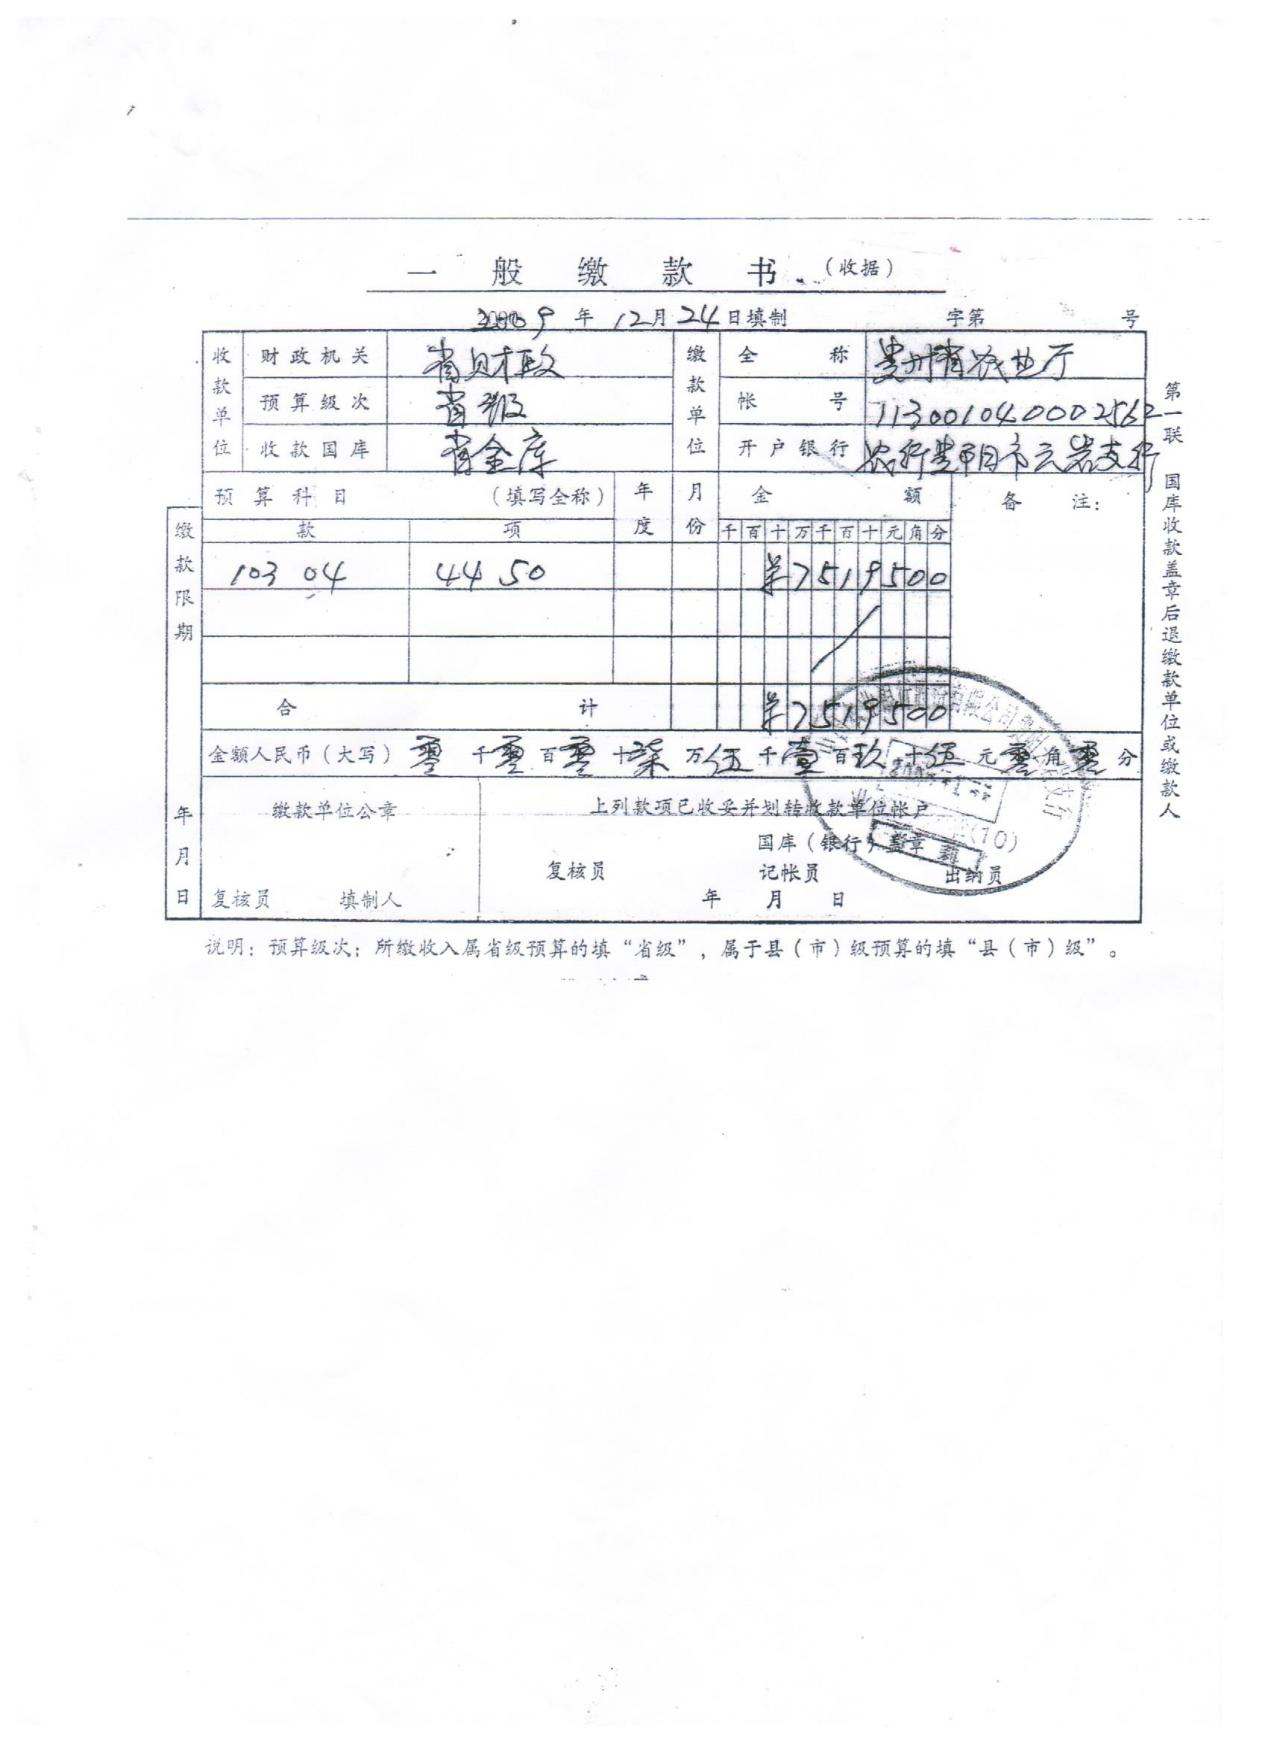 一般缴款书（收据）
2009年12月24日填制 字第 号
收款单位 财政机关 省财政 缴款单位 全称 贵州省农业厅
预算级次 省级 帐号 113001040002562
收款国库 省金库 开户银行 农行贵阳市云岩支行
预算科目（填写全称） 年度 月份 金额 备注：
款 项 千百十万千百十元角分
103 04 44 50 ¥7519500
合计 ¥7519500
金额人民币（大写） 零千零百零十柒万伍千壹百玖十伍元零角零分
缴款限期 年月日
缴款单位公章 上列款项已收妥并划转收款单位帐户
国库（银行）盖章
复核员 记帐员 出纳员
复核员 填制人 年 月 日
说明：预算级次：所缴收入属省级预算的填“省级”，属于县（市）级预算的填“县（市）级”。
第一联 国库收款盖章后退缴款单位或缴款人
(10)